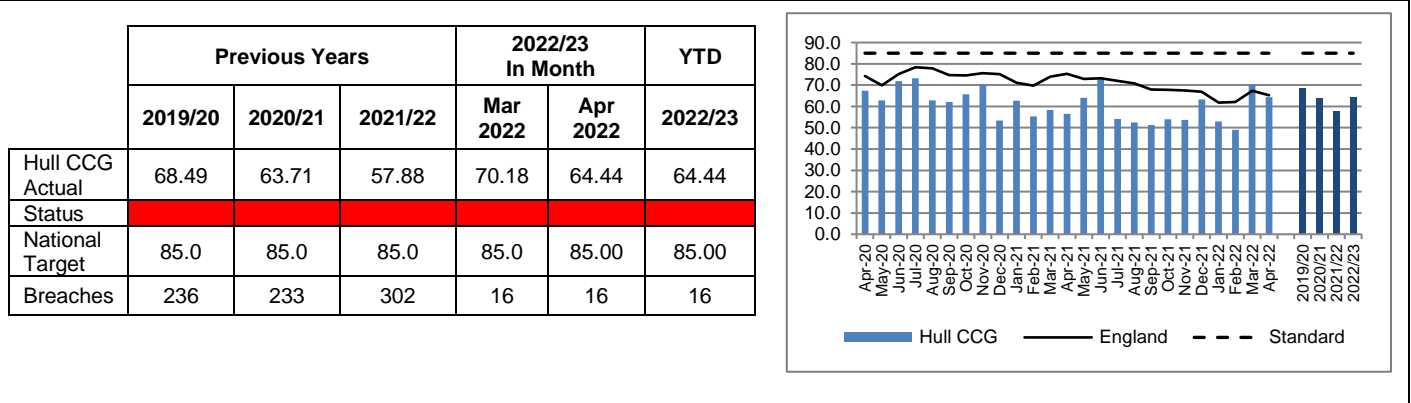 Previous Years
2022/23
In Month
YTD
2019/20 2020/21 2021/22 Mar 2022 Apr 2022 2022/23
Hull CCG Actual 68.49 63.71 57.88 70.18 64.44 64.44
Status
National Target 85.0 85.0 85.0 85.0 85.00 85.00
Breaches 236 233 302 16 16 16
90.0
80.0
70.0
60.0
50.0
40.0
30.0
20.0
10.0
0.0
Apr-20
May-20
Jun-20
Jul-20
Aug-20
Sep-20
Oct-20
Nov-20
Dec-20
Jan-21
Feb-21
Mar-21
Apr-21
May-21
Jun-21
Jul-21
Aug-21
Sep-21
Oct-21
Nov-21
Dec-21
Jan-22
Feb-22
Mar-22
Apr-22
2019/20
2020/21
2021/22
2022/23
Hull CCG England Standard